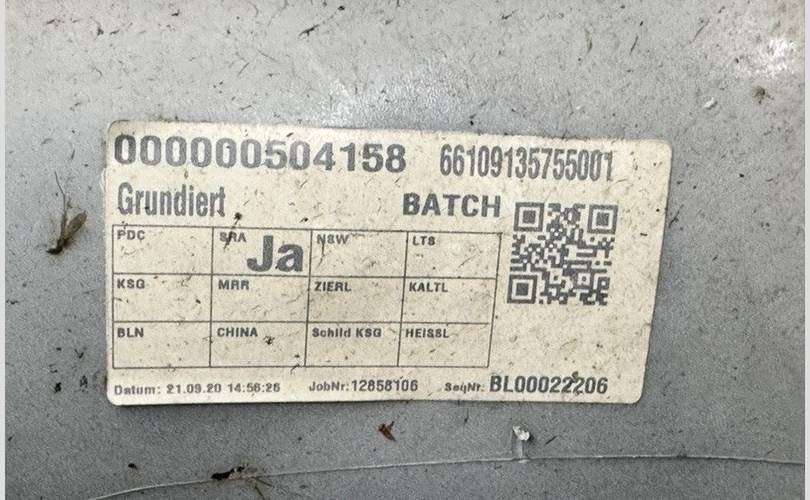 000000504158 66109135755001
Grundiert BATCH
PDC SRA Ja NSW LTS
KSG MRR ZIERL KALTL
BLN CHINA Schild KSG HEISSL
Datum: 21.09.20 14:56:26 JobNr: 12858106 SeqNr: BL00022206